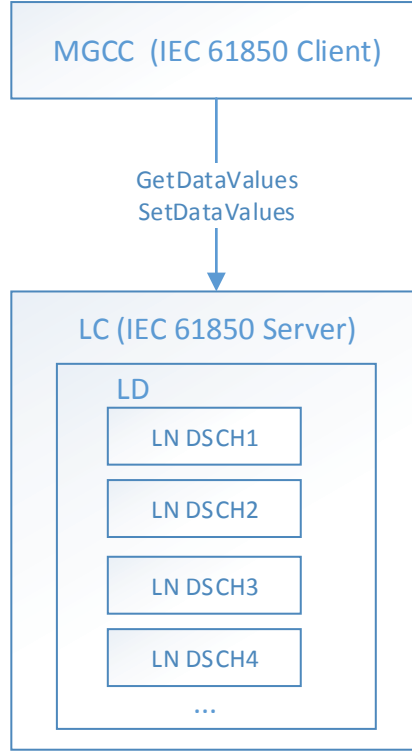 MGCC (IEC 61850 Client)
GetDataValues
SetDataValues
LC (IEC 61850 Server)
LD
LN DSCH1
LN DSCH2
LN DSCH3
LN DSCH4
...